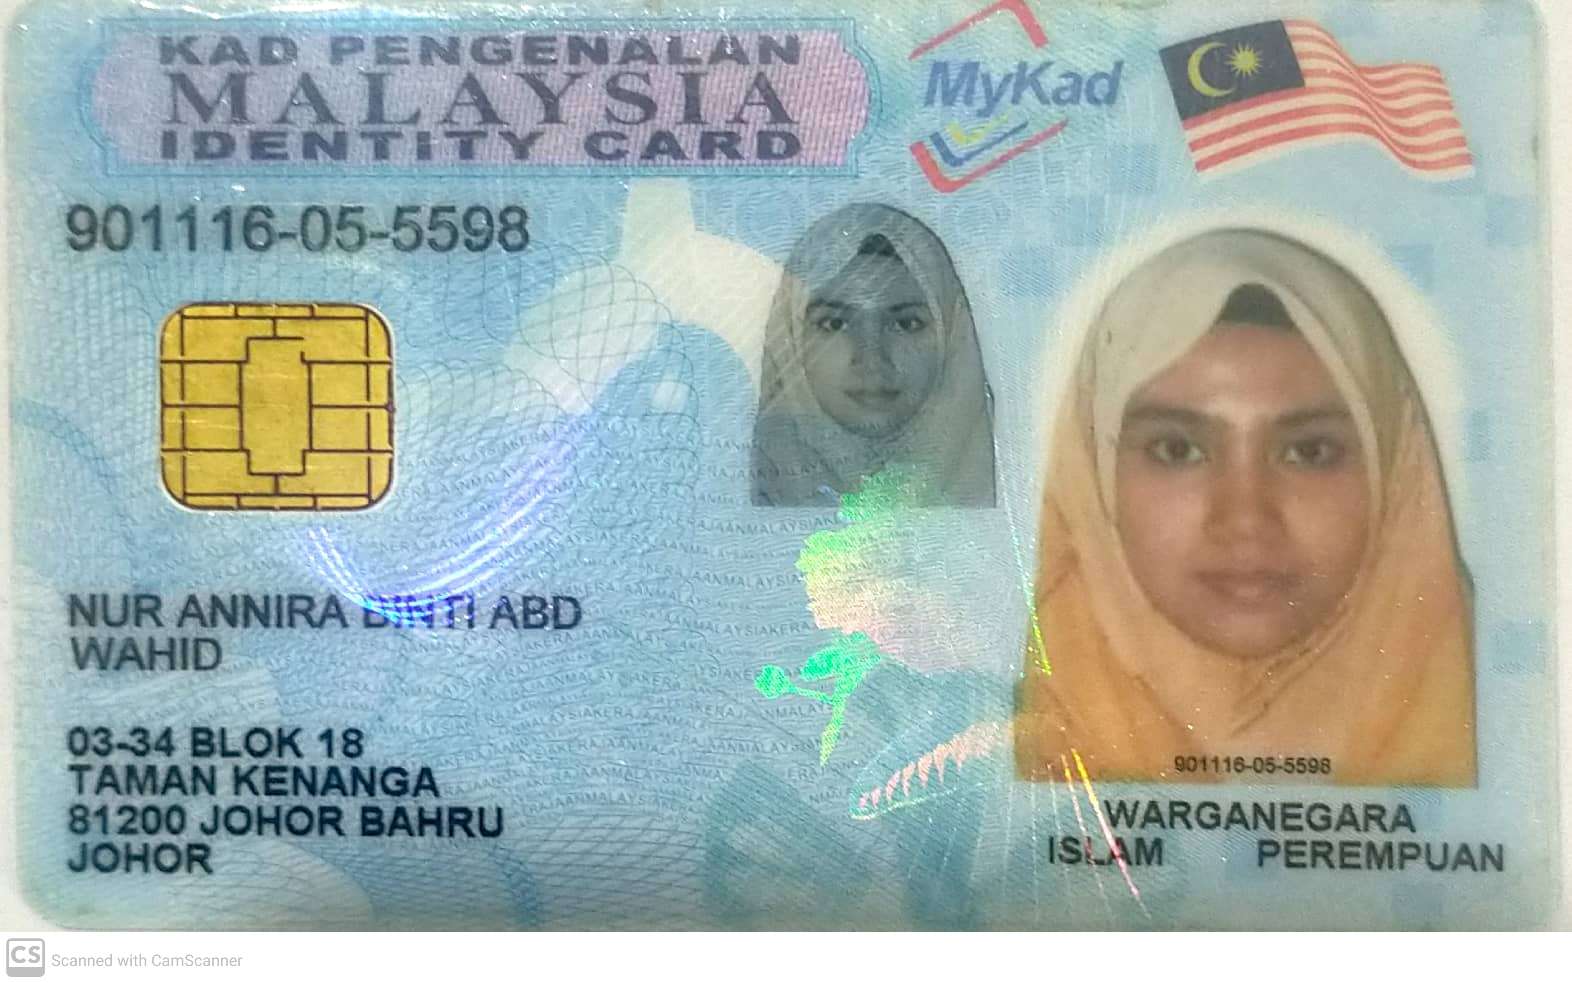 KAD PENGENALAN
MALAYSIA
IDENTITY CARD
MyKad
901116-05-5598
NUR ANNIRA BINTI ABD
WAHID
03-34 BLOK 18
TAMAN KENANGA
81200 JOHOR BAHRU
JOHOR
901116-05-5598
WARGANEGARA
ISLAM PEREMPUAN
CS Scanned with CamScanner